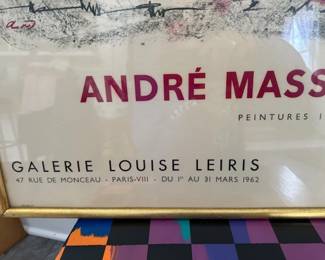 ANDRÉ MASS
PEINTURES
GALERIE LOUISE LEIRIS
47 RUE DE MONCEAU - PARIS-VIII - DU 1ᵉʳ AU 31 MARS 1962